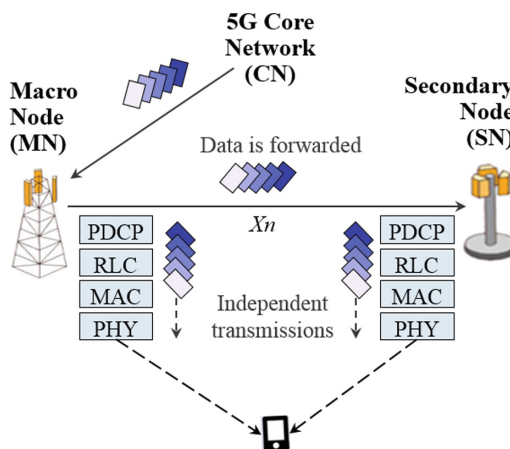 5G Core
Network
(CN)
Macro
Node
(MN)
Secondary
Node
(SN)
Data is forwarded
Xn
PDCP
RLC
MAC
PHY
Independent
transmissions
PDCP
RLC
MAC
PHY